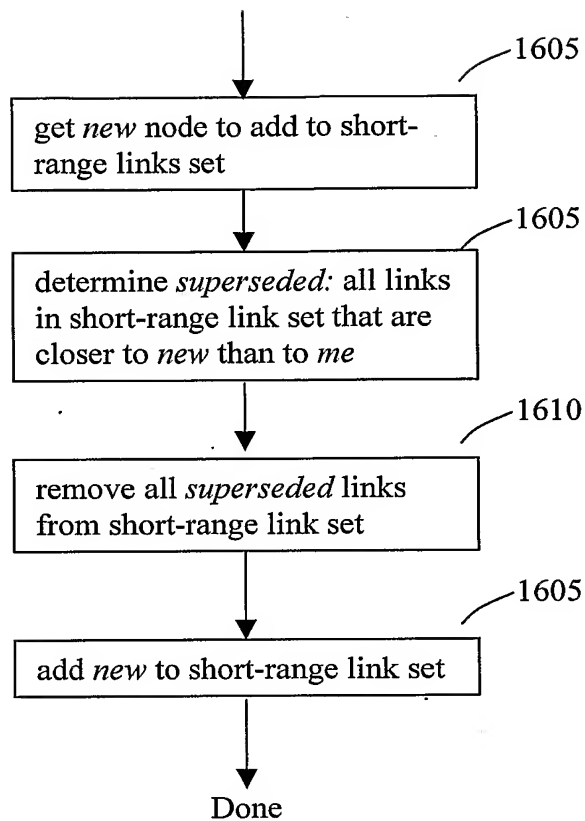 1605
get new node to add to short-
range links set
1605
determine superseded: all links
in short-range link set that are
closer to new than to me
1610
remove all superseded links
from short-range link set
1605
add new to short-range link set
Done